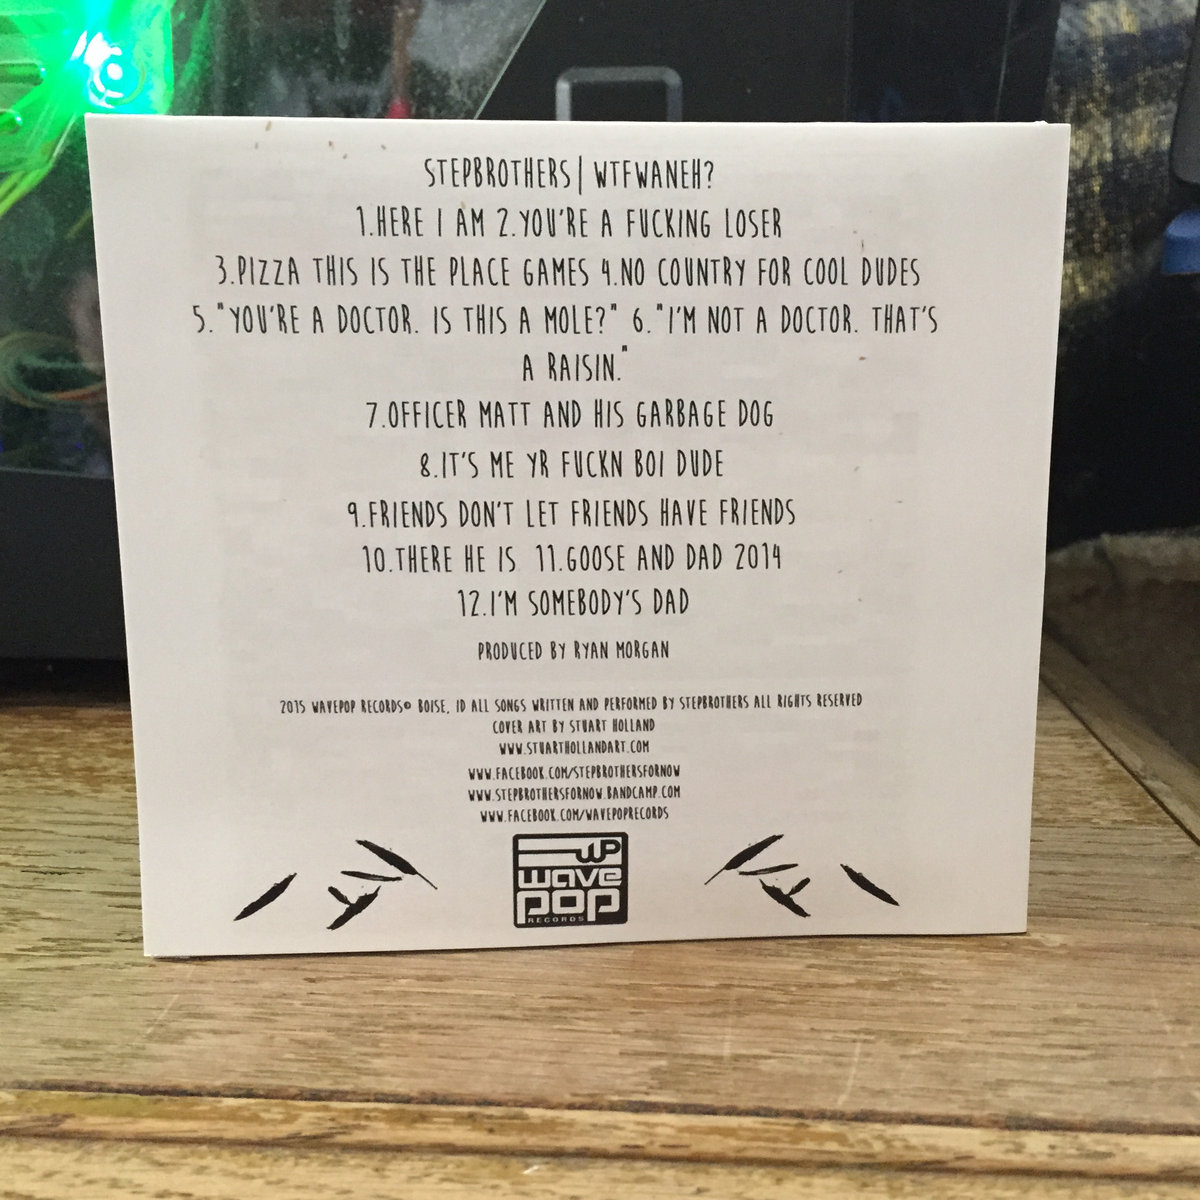 STEPBROTHERS| WTFWANEH?
1.HERE I AM 2.YOU'RE A FUCKING LOSER
3.PIZZA THIS IS THE PLACE GAMES 4.NO COUNTRY FOR COOL DUDES
5."YOU'RE A DOCTOR. IS THIS A MOLE?" 6."I'M NOT A DOCTOR. THAT'S
A RAISIN."
7.OFFICER MATT AND HIS GARBAGE DOG
8.IT'S ME YR FUCKN BOI DUDE
9.FRIENDS DON'T LET FRIENDS HAVE FRIENDS
10.THERE HE IS 11.GOOSE AND DAD 2014
12.I'M SOMEBODY'S DAD
PRODUCED BY RYAN MORGAN
2015 WAVEPOP RECORDS© BOISE, ID ALL SONGS WRITTEN AND PERFORMED BY STEPBROTHERS ALL RIGHTS RESERVED
COVER ART BY STUART HOLLAND
WWW.STUARTHOLLANDART.COM
WWW.FACEBOOK.COM/STEPBROTHERSFORNOW
WWW.STEPBROTHERSFORNOW.BANDCAMP.COM
WWW.FACEBOOK.COM/WAVEPOPRECORDS
WP
wave
pop
RECORDS